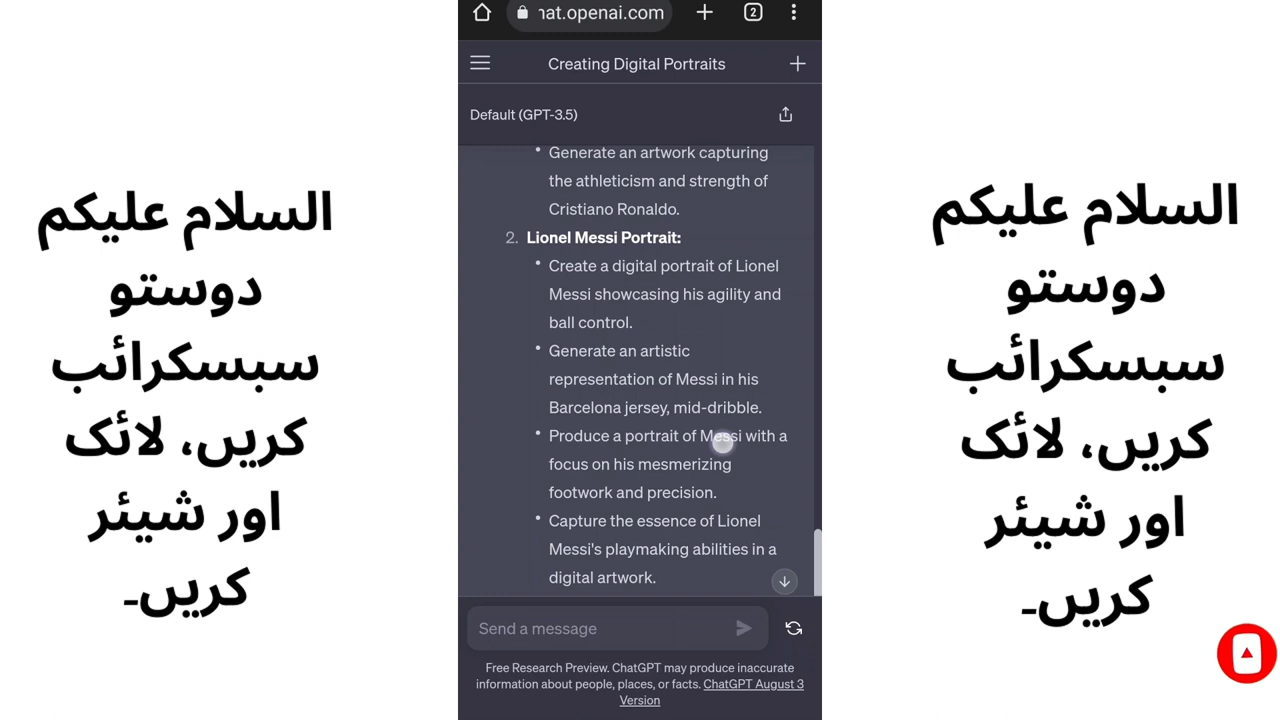 السلام علیکم
دوستو
سبسکرائب
کریں، لائک
اور شیئر
کریں۔
hat.openai.com
2
Creating Digital Portraits
Default (GPT-3.5)
• Generate an artwork capturing
the athleticism and strength of
Cristiano Ronaldo.
2. Lionel Messi Portrait:
• Create a digital portrait of Lionel
Messi showcasing his agility and
ball control.
• Generate an artistic
representation of Messi in his
Barcelona jersey, mid-dribble.
• Produce a portrait of Messi with a
focus on his mesmerizing
footwork and precision.
• Capture the essence of Lionel
Messi's playmaking abilities in a
digital artwork.
Send a message
Free Research Preview. ChatGPT may produce inaccurate
information about people, places, or facts. ChatGPT August 3
Version
السلام علیکم
دوستو
سبسکرائب
کریں، لائک
اور شیئر
کریں۔